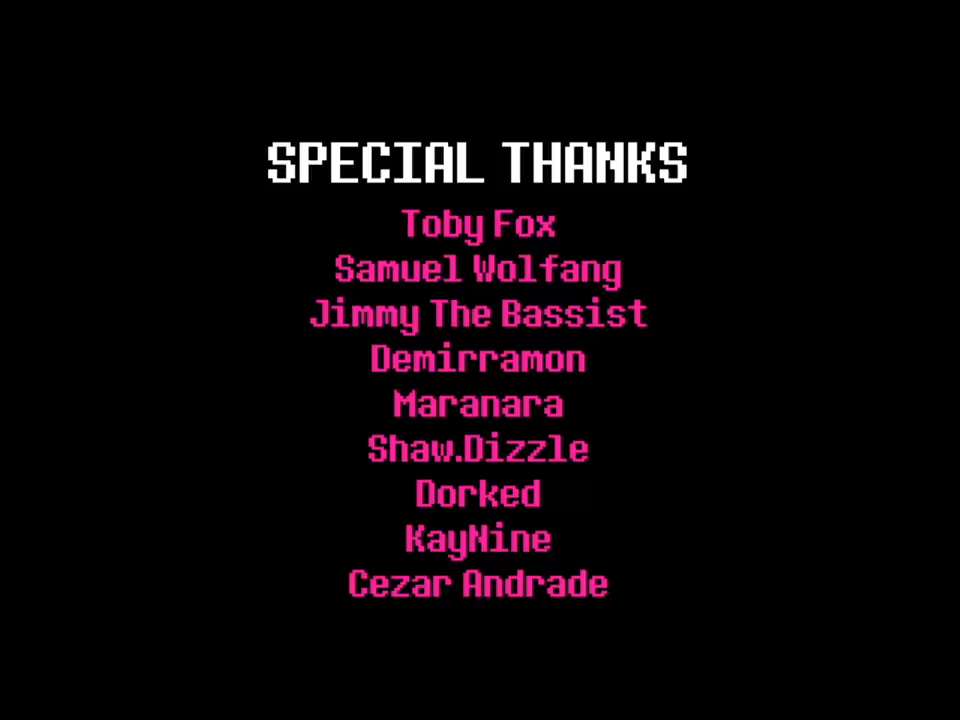 SPECIAL THANKS
Toby Fox
Samuel Wolfang
Jimmy The Bassist
Demirramon
Maranara
Shaw.Dizzle
Dorked
KayNine
Cezar Andrade